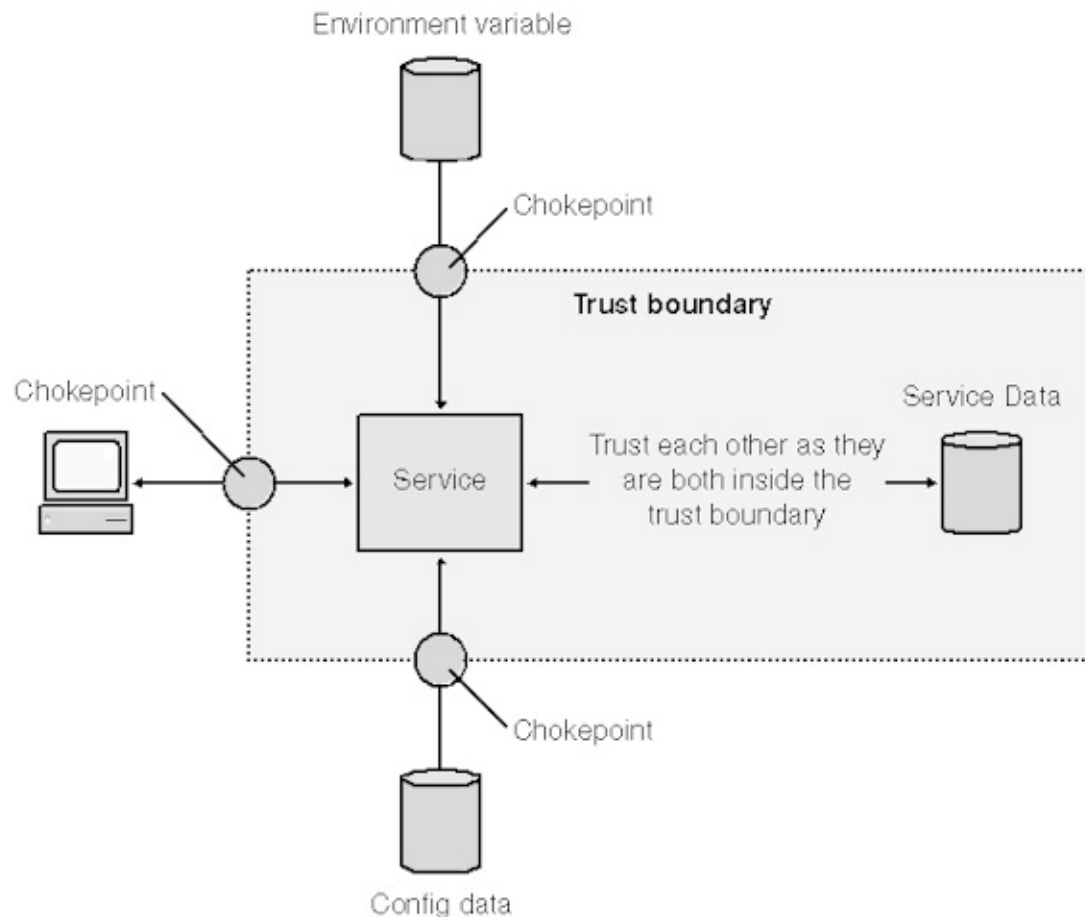 Environment variable
Chokepoint
Trust boundary
Chokepoint
Service Data
Service
Trust each other as they
are both inside the
trust boundary
Chokepoint
Config data